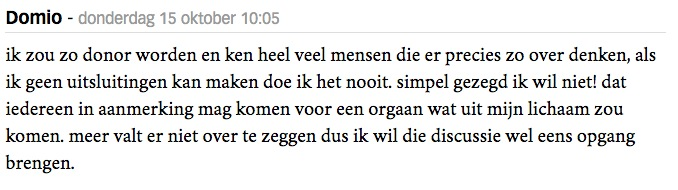 Domio - donderdag 15 oktober 10:05
ik zou zo donor worden en ken heel veel mensen die er precies zo over denken, als
ik geen uitsluitingen kan maken doe ik het nooit. simpel gezegd ik wil niet! dat
iedereen in aanmerking mag komen voor een orgaan wat uit mijn lichaam zou
komen. meer valt er niet over te zeggen dus ik wil die discussie wel eens opgang
brengen.